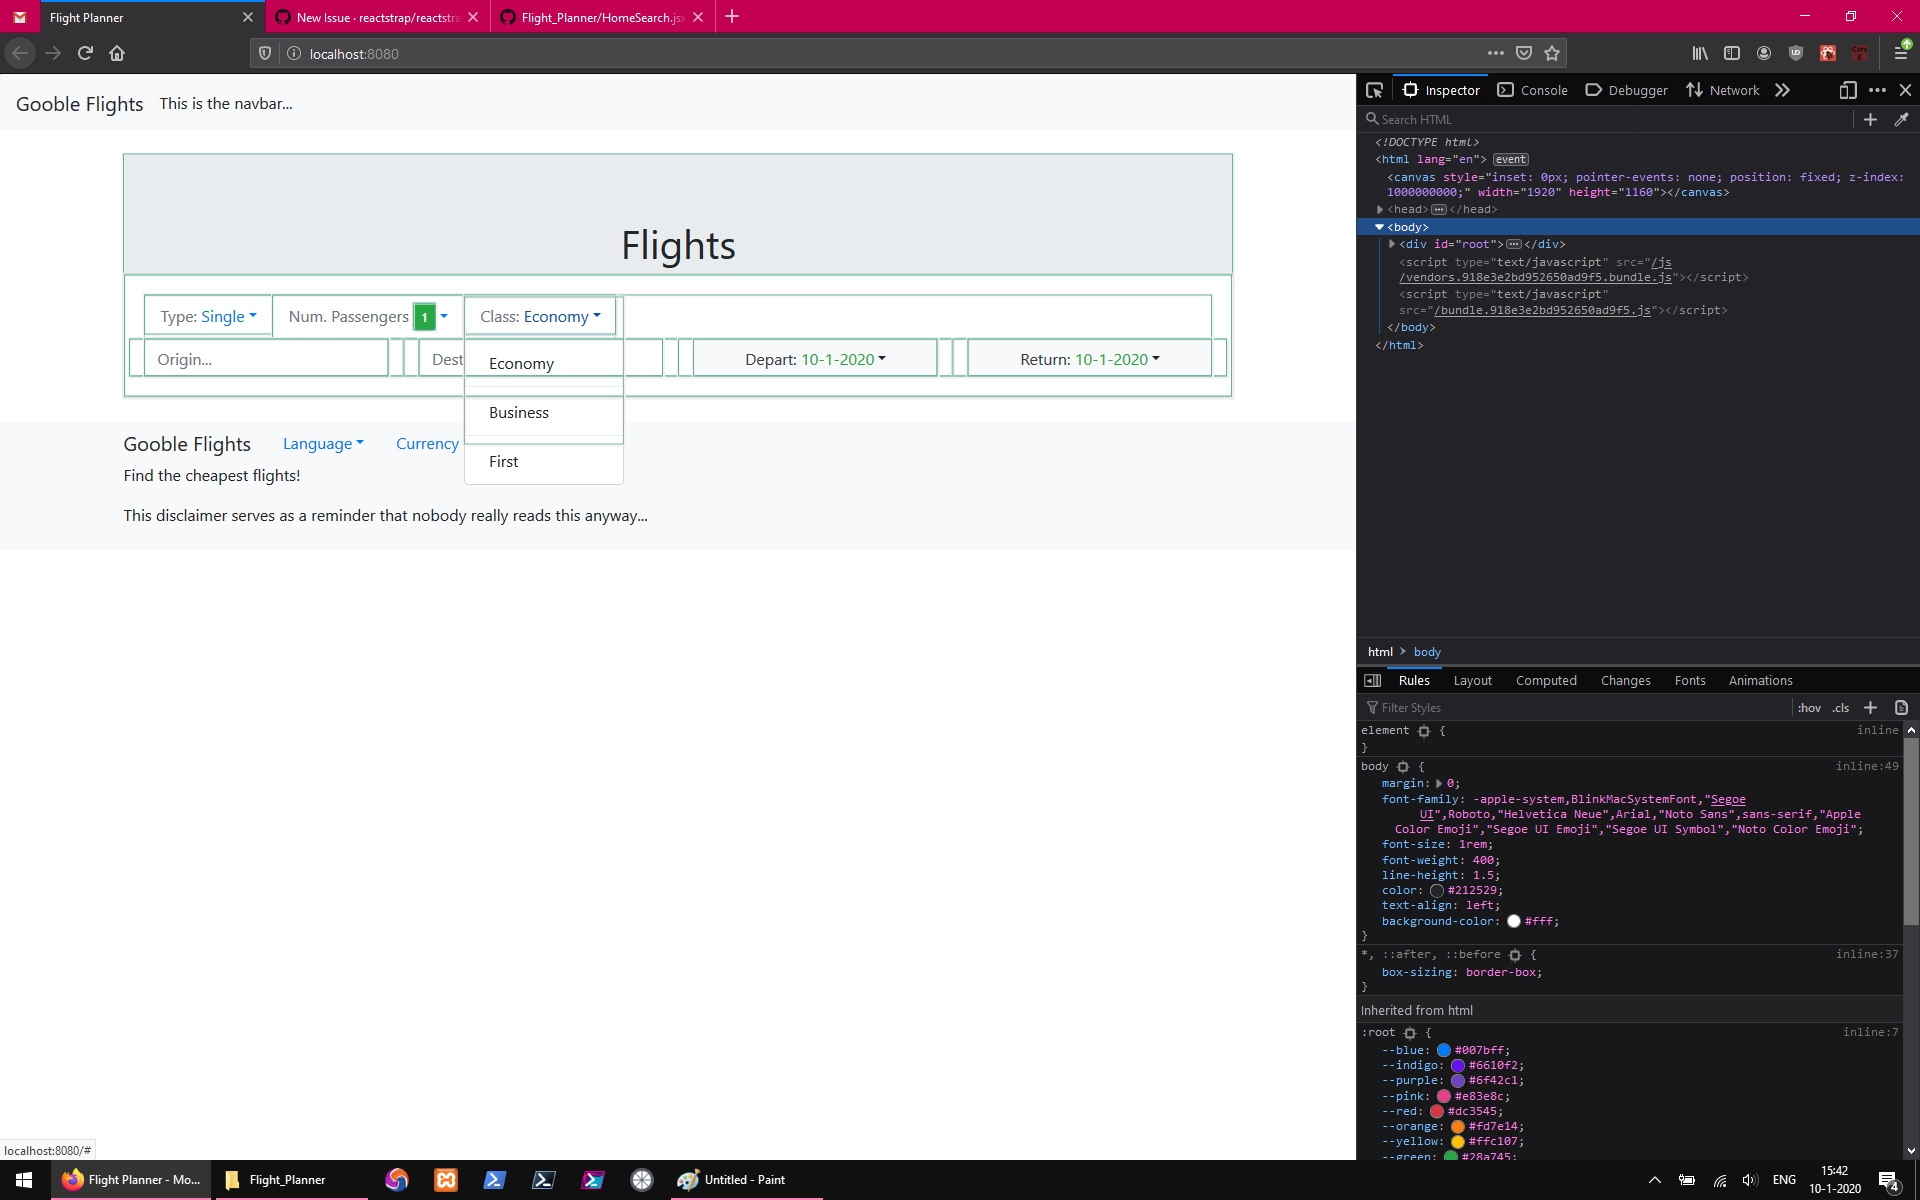 Flight Planner
New Issue · reactstrap/reactstra
Flight_Planner/HomeSearch.jsx
localhost:8080
Gooble Flights
This is the navbar...
Flights
Type: Single
Num. Passengers 1
Class: Economy
Origin...
Dest
Depart: 10-1-2020
Return: 10-1-2020
Economy
Business
First
Gooble Flights
Language
Currency
Find the cheapest flights!
This disclaimer serves as a reminder that nobody really reads this anyway...
localhost:8080/#
Inspector
Console
Debugger
Network
Search HTML
<!DOCTYPE html>
<html lang="en"> event
<canvas style="inset: 0px; pointer-events: none; position: fixed; z-index:
1000000000;" width="1920" height="1160"></canvas>
<head> ··· </head>
<body>
<div id="root"> ··· </div>
<script type="text/javascript" src="/js
/vendors.918e3e2bd952650ad9f5.bundle.js"></script>
<script type="text/javascript"
src="/bundle.918e3e2bd952650ad9f5.js"></script>
</body>
</html>
html > body
Rules
Layout
Computed
Changes
Fonts
Animations
Filter Styles
:hov
.cls
element {
inline
}
body {
inline:49
margin: 0;
font-family: -apple-system,BlinkMacSystemFont,"Segoe
UI",Roboto,"Helvetica Neue",Arial,"Noto Sans",sans-serif,"Apple
Color Emoji","Segoe UI Emoji","Segoe UI Symbol","Noto Color Emoji";
font-size: 1rem;
font-weight: 400;
line-height: 1.5;
color: #212529;
text-align: left;
background-color: #fff;
}
*, ::after, ::before {
inline:37
box-sizing: border-box;
}
Inherited from html
:root {
inline:7
--blue: #007bff;
--indigo: #6610f2;
--purple: #6f42c1;
--pink: #e83e8c;
--red: #dc3545;
--orange: #fd7e14;
--yellow: #ffc107;
--green: #28a745;
Flight Planner - Mo...
Flight_Planner
Untitled - Paint
ENG
15:42
10-1-2020
4